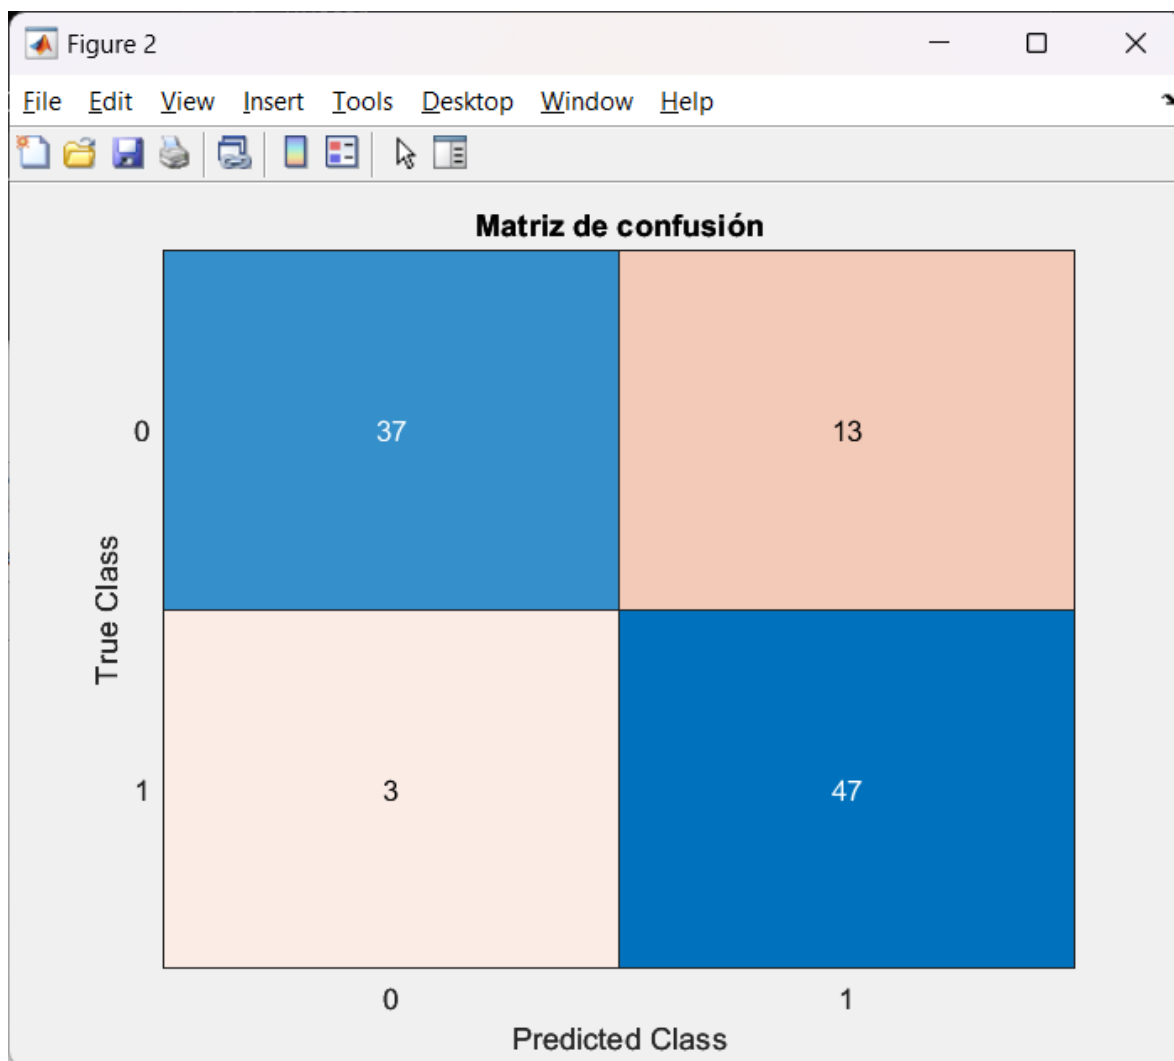 Figure 2
File Edit View Insert Tools Desktop Window Help
Matriz de confusión
0 37 13
True Class
1 3 47
0 1
Predicted Class